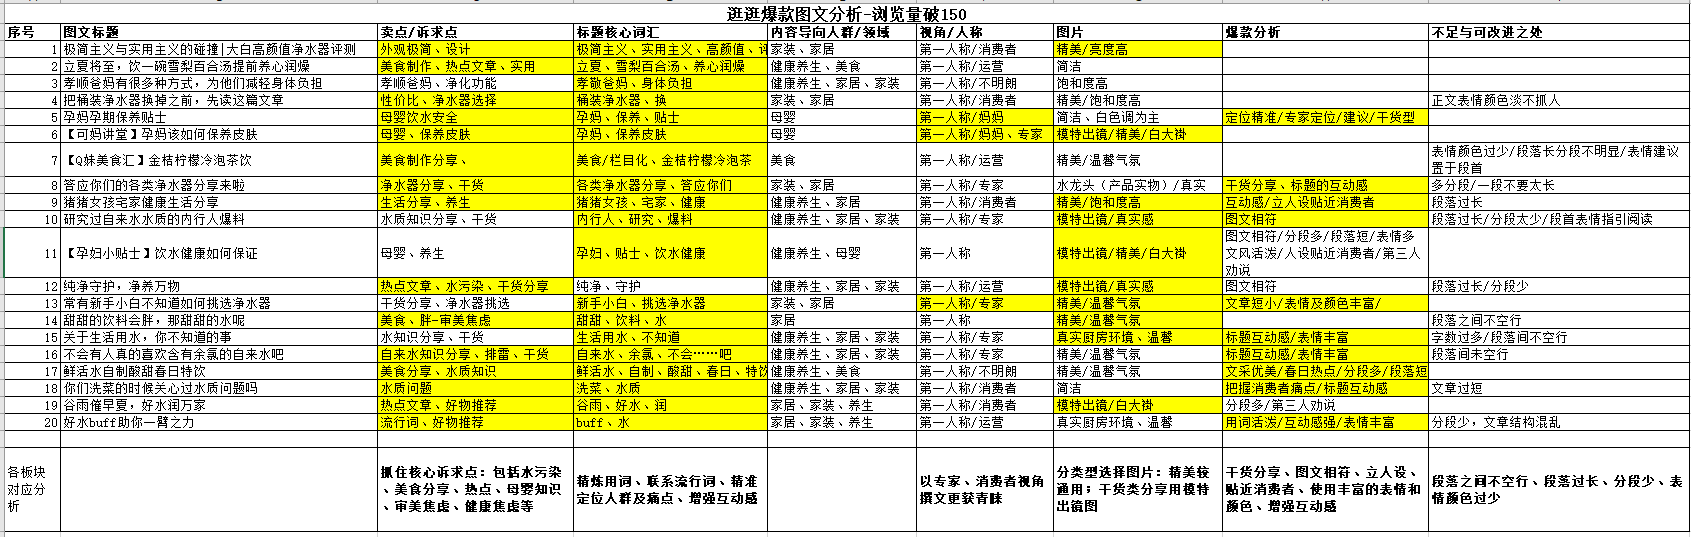 逛逛爆款图文分析-浏览量破150
序号 图文标题 卖点/诉求点 标题核心词汇 内容导向人群/领域 视角/人称 图片 爆款分析 不足与可改进之处
1 极简主义与实用主义的碰撞|大白高颜值净水器评测 外观极简、设计 极简主义、实用主义、高颜值、评 家装、家居 第一人称/消费者 精美/亮度高
2 立夏将至，饮一碗雪梨百合汤提前养心润燥 美食制作、热点文章、实用 立夏、雪梨百合汤、养心润燥 健康养生、美食 第一人称/运营 简洁
3 孝顺爸妈有很多种方式，为他们减轻身体负担 孝顺爸妈、净化功能 孝敬爸妈、身体负担 健康养生、家居、家装 第一人称/不明朗 饱和度高
4 把桶装净水器换掉之前，先读这篇文章 性价比、净水器选择 桶装净水器、换 家装、家居 第一人称/消费者 精美/饱和度高 正文表情颜色淡不抓人
5 孕妈孕期保养贴士 母婴饮水安全 孕妈、保养、贴士 母婴 第一人称/妈妈 简洁、白色调为主 定位精准/专家定位/建议/干货型
6 【可妈讲堂】孕妈该如何保养皮肤 母婴、保养皮肤 孕妈、保养皮肤 母婴 第一人称/妈妈、专家 模特出镜/精美/白大褂
7 【Q妹美食汇】金桔柠檬冷泡茶饮 美食制作分享、 美食/栏目化、金桔柠檬冷泡茶 美食 第一人称/运营 精美/温馨气氛 表情颜色过少/段落长分段不明显/表情建议
置于段首
8 答应你们的各类净水器分享来啦 净水器分享、干货 各类净水器分享、答应你们 家装、家居 第一人称/专家 水龙头（产品实物）/真实 干货分享、标题的互动感 多分段/一段不要太长
9 猪猪女孩宅家健康生活分享 生活分享、养生 猪猪女孩、宅家、健康 健康养生、家居 第一人称/消费者 精美/饱和度高 互动感/立人设贴近消费者 段落过长
10 研究过自来水水质的内行人爆料 水质知识分享、干货 内行人、研究、爆料 健康养生、家居、家装 第一人称/专家 模特出镜/真实感 图文相符 段落过长/分段太少/段首表情指引阅读
11 【孕妇小贴士】饮水健康如何保证 母婴、养生 孕妇、贴士、饮水健康 健康养生、母婴 第一人称 模特出镜/精美/白大褂 图文相符/分段多/段落短/表情多
文风活泼/人设贴近消费者/第三人
劝说
12 纯净守护，净养万物 热点文章、水污染、干货分享 纯净、守护 健康养生、家居、家装 第一人称/运营 模特出镜/真实感 图文相符 段落过长/分段少
13 常有新手小白不知道如何挑选净水器 干货分享、净水器挑选 新手小白、挑选净水器 家装、家居 第一人称/专家 精美/温馨气氛 文章短小/表情及颜色丰富/
14 甜甜的饮料会胖，那甜甜的水呢 美食、胖-审美焦虑 甜甜、饮料、水 家居 第一人称 精美/温馨气氛 段落之间不空行
15 关于生活用水，你不知道的事 水知识分享、干货 生活用水、不知道 健康养生、家居、家装 第一人称/专家 真实厨房环境、温馨 标题互动感/表情丰富 字数过多/段落间不空行
16 不会有人真的喜欢含有余氯的自来水吧 自来水知识分享、排雷、干货 自来水、余氯、不会……吧 健康养生、家居、家装 第一人称/专家 精美/温馨气氛 标题互动感/表情丰富 段落间未空行
17 鲜活水自制酸甜春日特饮 美食分享、水质知识 鲜活水、自制、酸甜、春日、特饮 健康养生、美食 第一人称/不明朗 精美/温馨气氛 文采优美/春日热点/分段多/段落短
18 你们洗菜的时候关心过水质问题吗 水质问题 洗菜、水质 健康养生、家居、家装 第一人称/消费者 简洁 把握消费者痛点/标题互动感 文章过短
19 谷雨催早夏，好水润万家 热点文章、好物推荐 谷雨、好水、润 家居、家装、养生 第一人称/消费者 模特出镜/白大褂 分段多/第三人劝说
20 好水buff助你一臂之力 流行词、好物推荐 buff、水 家居、家装、养生 第一人称/运营 真实厨房环境、温馨 用词活泼/互动感强/表情丰富 分段少，文章结构混乱
各板块
对应分
析 抓住核心诉求点：包括水污染
、美食分享、热点、母婴知识
、审美焦虑、健康焦虑等 精炼用词、联系流行词、精准
定位人群及痛点、增强互动感 以专家、消费者视角
撰文更获青睐 分类型选择图片：精美较
通用；干货类分享用模特
出镜图 干货分享、图文相符、立人设、
贴近消费者、使用丰富的表情和
颜色、增强互动感 段落之间不空行、段落过长、分段少、表
情颜色过少